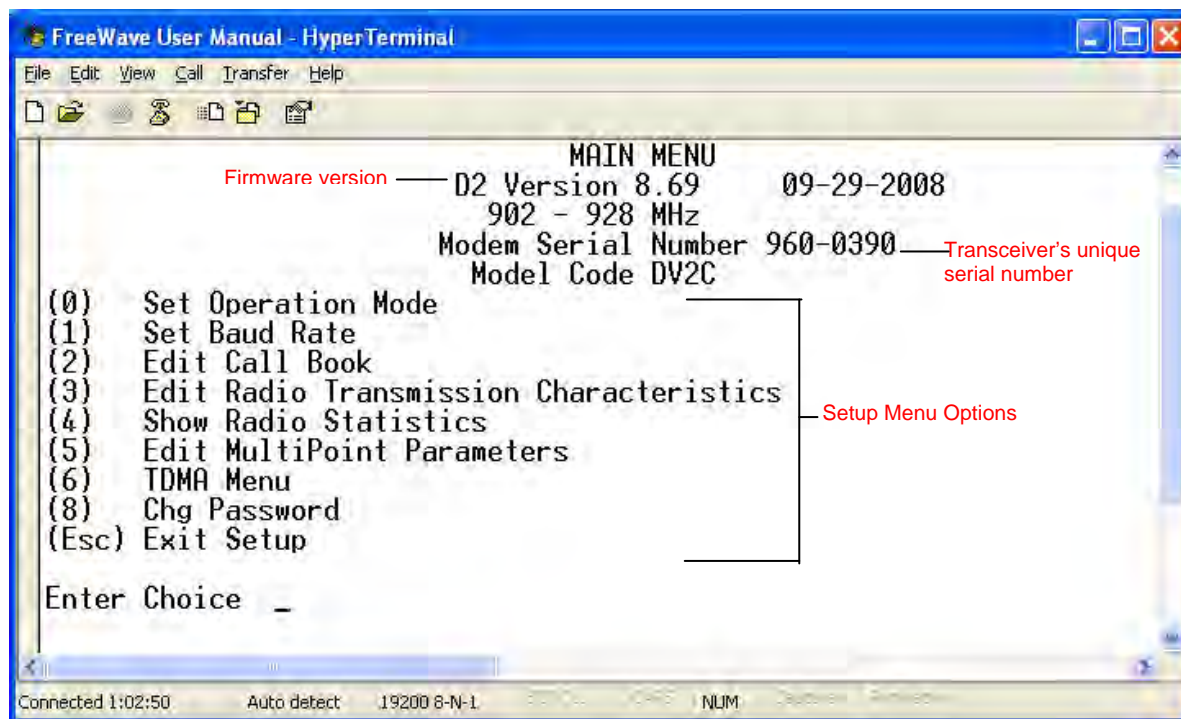 FreeWave User Manual - HyperTerminal
File Edit View Call Transfer Help
MAIN MENU
Firmware version D2 Version 8.69 09-29-2008
902 - 928 MHz
Modem Serial Number 960-0390 Transceiver's unique
serial number
Model Code DV2C
(0) Set Operation Mode
(1) Set Baud Rate
(2) Edit Call Book
(3) Edit Radio Transmission Characteristics
(4) Show Radio Statistics
Setup Menu Options
(5) Edit MultiPoint Parameters
(6) TDMA Menu
(8) Chg Password
(Esc) Exit Setup
Enter Choice _
Connected 1:02:50 Auto detect 19200 8-N-1 NUM